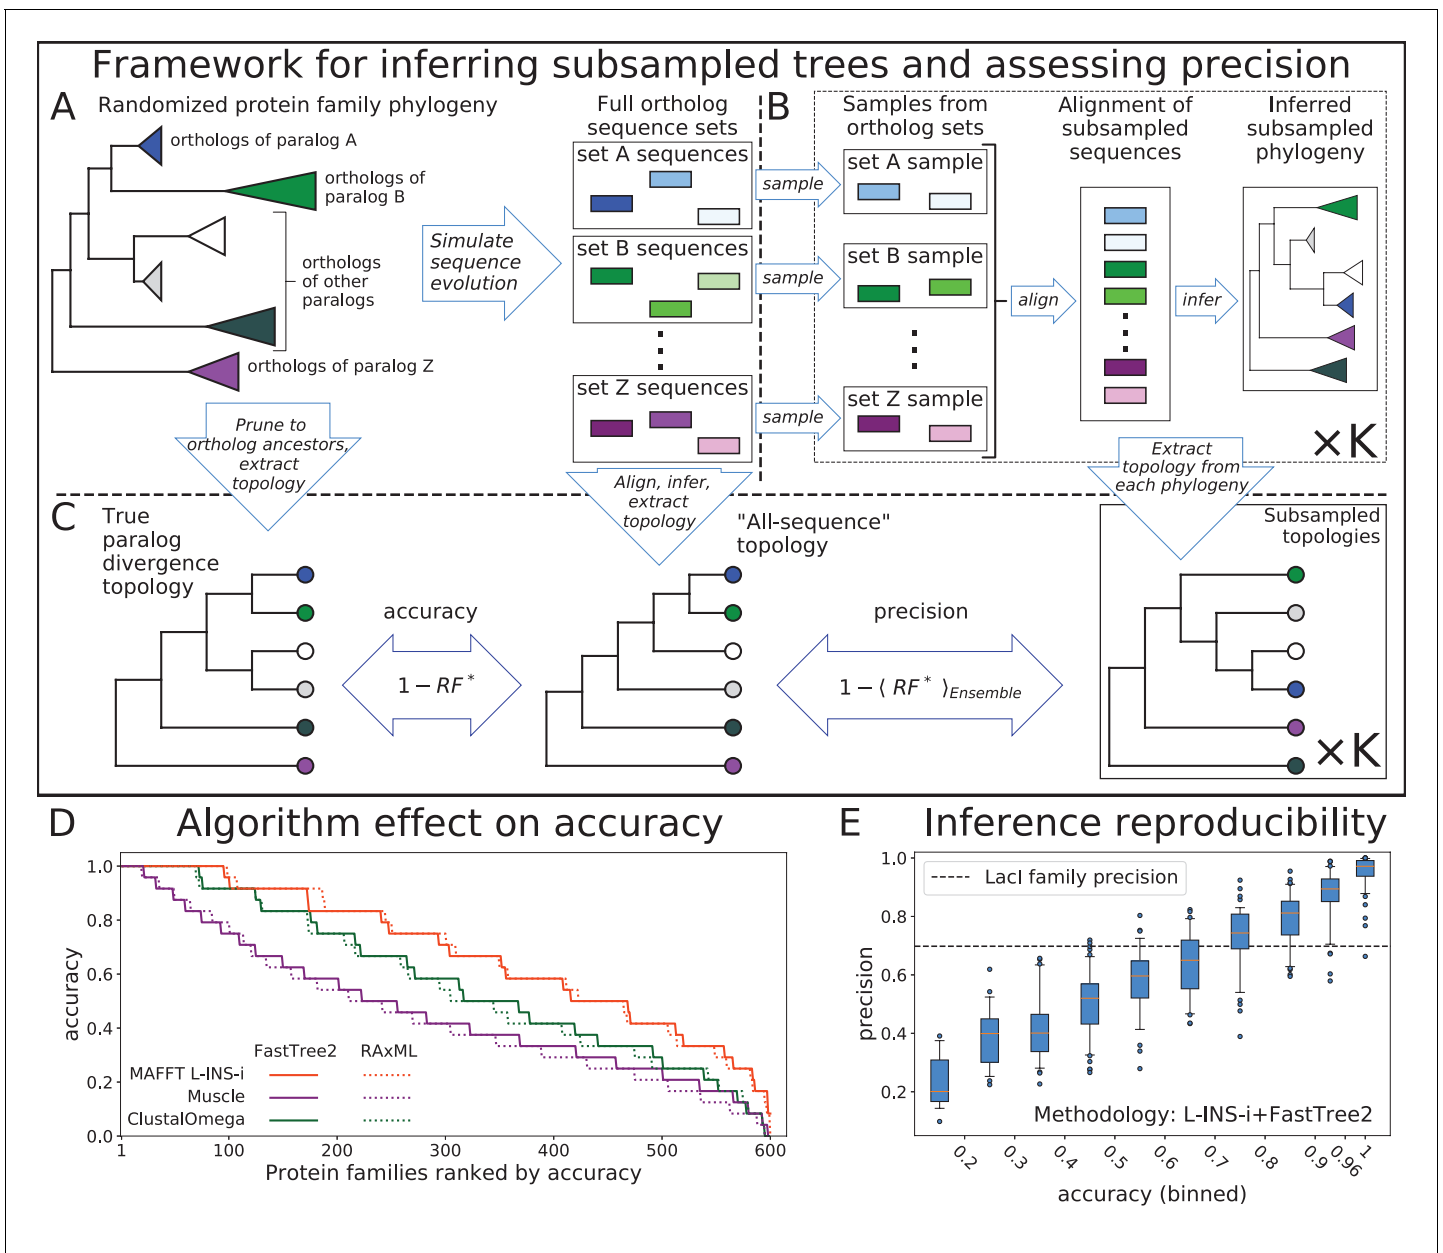 Framework for inferring subsampled trees and assessing precision
A
Randomized protein family phylogeny
orthologs of paralog A
orthologs of
paralog B
orthologs
of other
paralogs
orthologs of paralog Z
Simulate
sequence
evolution
Full ortholog
sequence sets
set A sequences
set B sequences
set Z sequences
sample
sample
sample
B
Samples from
ortholog sets
set A sample
set B sample
set Z sample
align
Alignment of
subsampled
sequences
infer
Inferred
subsampled
phylogeny
×K
Prune to
ortholog ancestors,
extract
topology
Align, infer,
extract
topology
Extract
topology from
each phylogeny
C
True
paralog
divergence
topology
accuracy
1 − RF*
"All-sequence"
topology
precision
1 − ⟨ RF* ⟩Ensemble
Subsampled
topologies
×K
D
Algorithm effect on accuracy
accuracy
1.0
0.8
0.6
0.4
0.2
0.0
FastTree2 RAxML
MAFFT L-INS-i
Muscle
ClustalOmega
1 100 200 300 400 500 600
Protein families ranked by accuracy
E
Inference reproducibility
precision
1.0
0.8
0.6
0.4
0.2
LacI family precision
Methodology: L-INS-i+FastTree2
0.2 0.3 0.4 0.5 0.6 0.7 0.8 0.9 0.96 1
accuracy (binned)